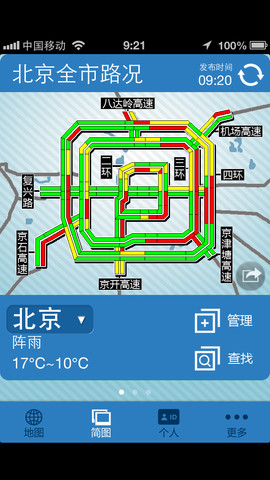 中国移动 9:21 100%
北京全市路况
发布时间
09:20
八达岭高速
机场高速
二环
三环
四环
复兴路
京石高速
京津塘高速
京开高速
北京 ▼
管理
阵雨
17°C~10°C
查找
地图
简图
ID
个人
更多